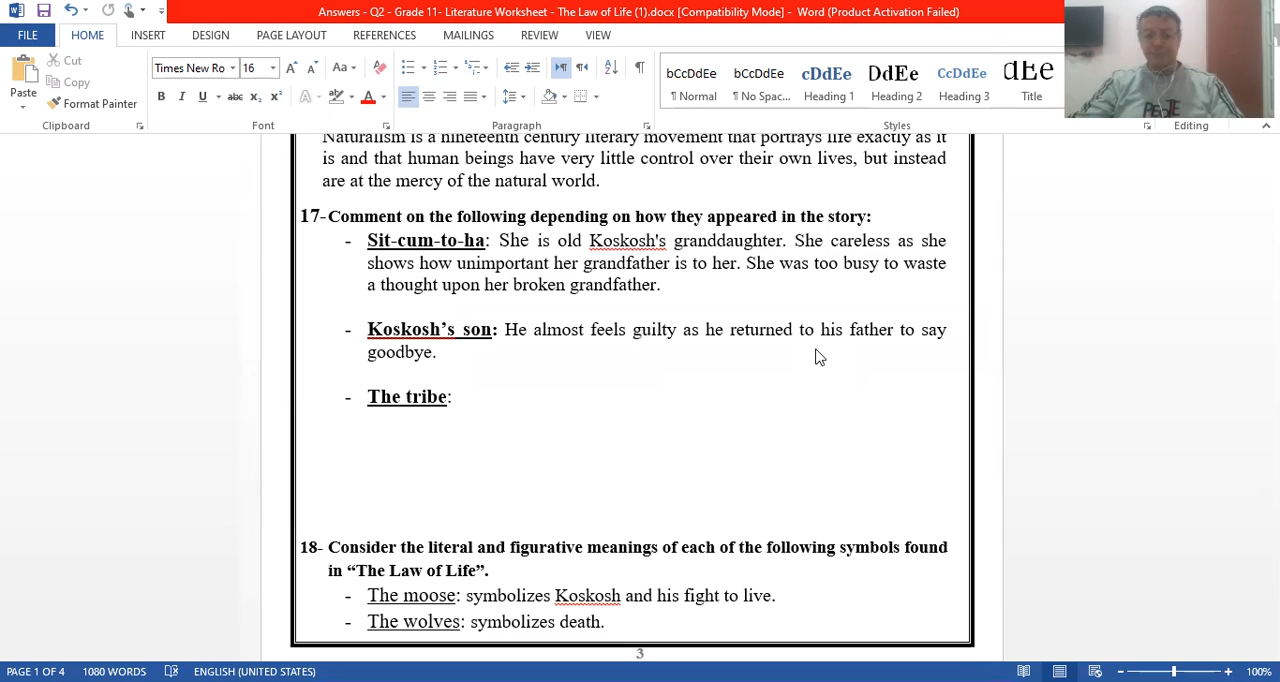 Answers - Q2 - Grade 11- Literature Worksheet - The Law of Life (1).docx [Compatibility Mode] - Word (Product Activation Failed)
FILE HOME INSERT DESIGN PAGE LAYOUT REFERENCES MAILINGS REVIEW VIEW
Paste
Cut
Copy
Format Painter
Clipboard
Times New Ro 16
Font
Paragraph
bCcDdEe bCcDdEe cDdEe DdEe CcDdEe dEe
¶ Normal ¶ No Spac... Heading 1 Heading 2 Heading 3 Title
Styles
Editing
Naturalism is a nineteenth century literary movement that portrays life exactly as it
is and that human beings have very little control over their own lives, but instead
are at the mercy of the natural world.
17- Comment on the following depending on how they appeared in the story:
- Sit-cum-to-ha: She is old Koskosh's granddaughter. She careless as she
shows how unimportant her grandfather is to her. She was too busy to waste
a thought upon her broken grandfather.
- Koskosh’s son: He almost feels guilty as he returned to his father to say
goodbye.
- The tribe:
18- Consider the literal and figurative meanings of each of the following symbols found
in “The Law of Life”.
- The moose: symbolizes Koskosh and his fight to live.
- The wolves: symbolizes death.
3
PAGE 1 OF 4 1080 WORDS ENGLISH (UNITED STATES) 100%